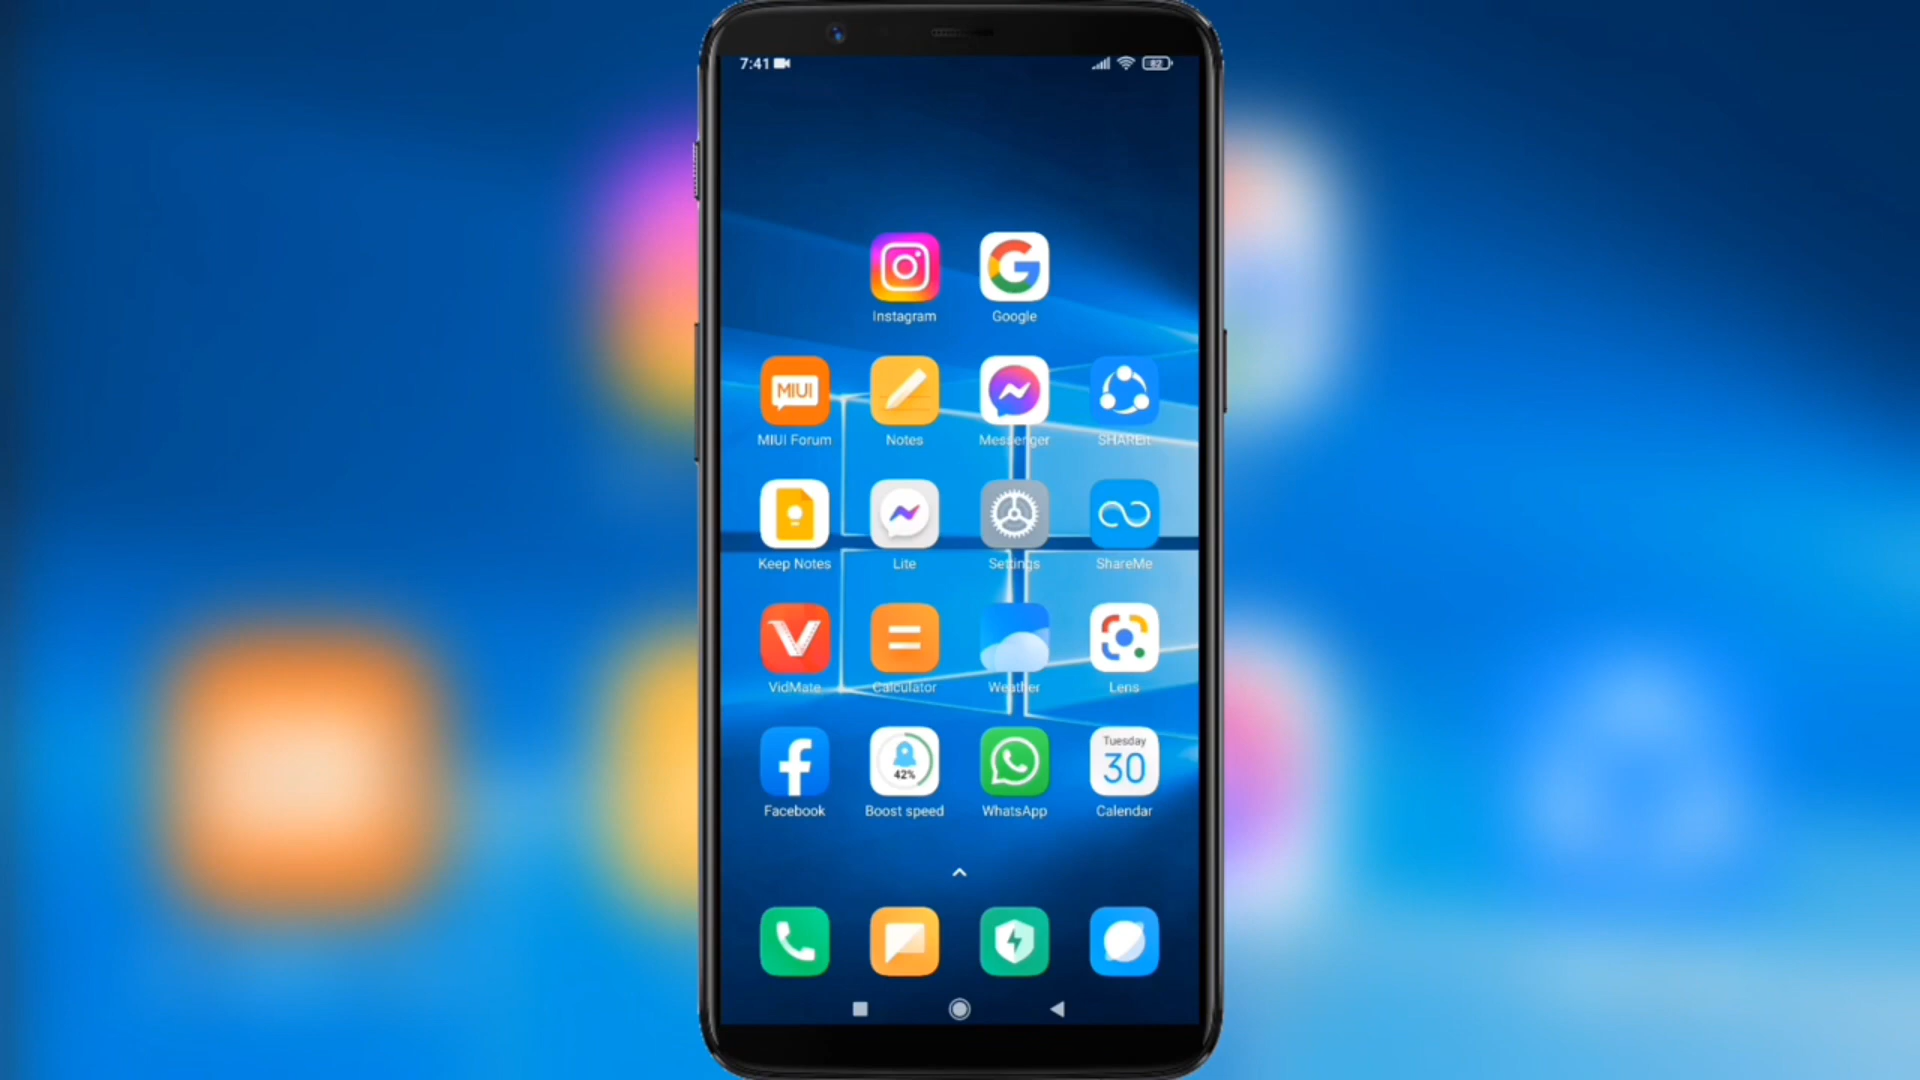 7:41 82
Instagram Google
MIUI
MIUI Forum Notes Messenger SHAREit
Keep Notes Lite Settings ShareMe
VidMate Calculator Weather Lens
Tuesday
30
42%
Facebook Boost speed WhatsApp Calendar